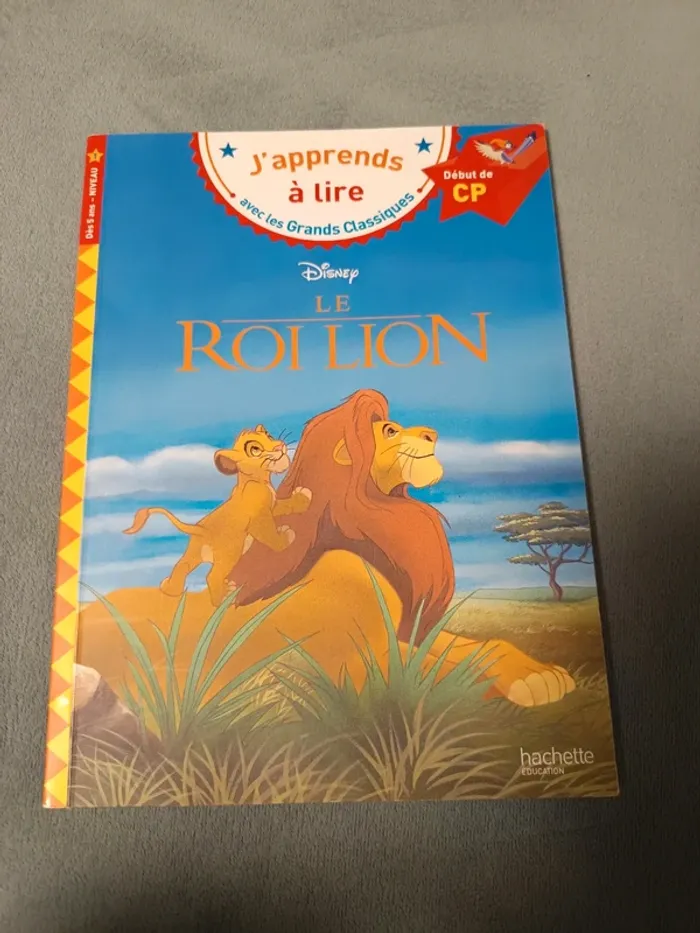 J'apprends
à lire
avec les Grands Classiques
Début de
CP
Dès 5 ans - NIVEAU 1
Disney
LE
ROI LION
hachette
ÉDUCATION